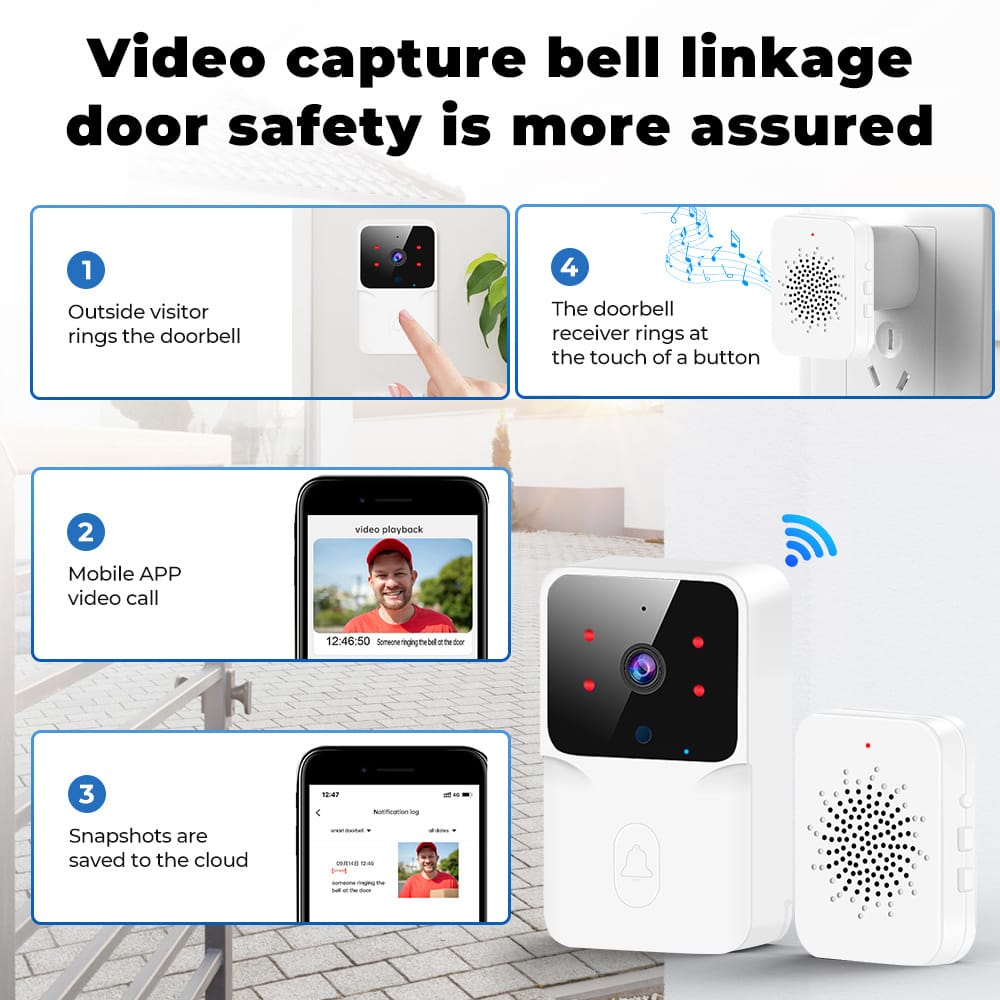 Video capture bell linkage
door safety is more assured
1
Outside visitor
rings the doorbell
4
The doorbell
receiver rings at
the touch of a button
2
Mobile APP
video call
video playback
12:46:50 Someone ringing the bell at the door
3
Snapshots are
saved to the cloud
12:47
4G
Notification log
smart doorbell
all dates
09月14日 12:46
someone ringing the
bell at the door